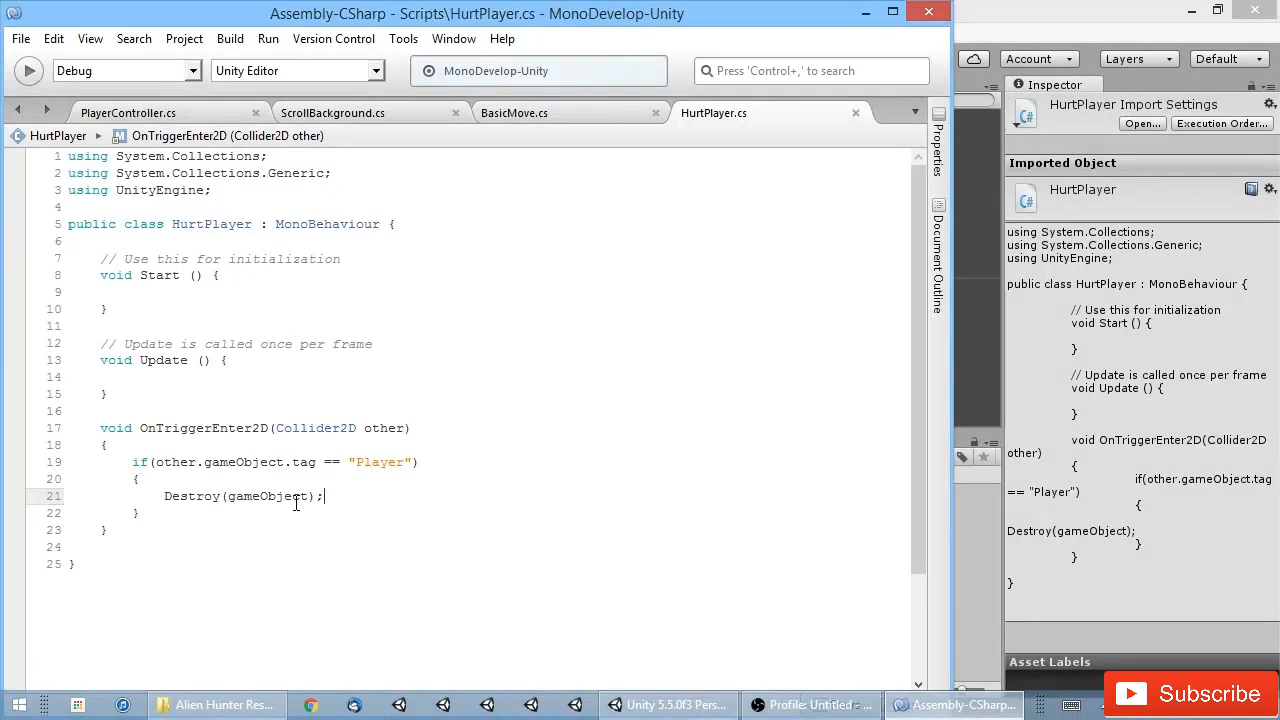 Assembly-CSharp - Scripts\HurtPlayer.cs - MonoDevelop-Unity
File Edit View Search Project Build Run Version Control Tools Window Help
Debug Unity Editor MonoDevelop-Unity Press 'Control+,' to search
PlayerController.cs ScrollBackground.cs BasicMove.cs HurtPlayer.cs
HurtPlayer OnTriggerEnter2D (Collider2D other)
1 using System.Collections;
2 using System.Collections.Generic;
3 using UnityEngine;
4
5 public class HurtPlayer : MonoBehaviour {
6
7 // Use this for initialization
8 void Start () {
9
10 }
11
12 // Update is called once per frame
13 void Update () {
14
15 }
16
17 void OnTriggerEnter2D(Collider2D other)
18 {
19 if(other.gameObject.tag == "Player")
20 {
21 Destroy(gameObject);
22 }
23 }
24
25 }
Properties
Document Outline
Account Layers Default
Inspector
HurtPlayer Import Settings
Open... Execution Order...
Imported Object
HurtPlayer
using System.Collections;
using System.Collections.Generic;
using UnityEngine;
public class HurtPlayer : MonoBehaviour {
// Use this for initialization
void Start () {
}
// Update is called once per frame
void Update () {
}
void OnTriggerEnter2D(Collider2D
other)
{
if(other.gameObject.tag
== "Player")
{
Destroy(gameObject);
}
}
}
Asset Labels
Alien Hunter Res... Unity 5.5.0f3 Pers... Profile: Untitled ... Assembly-CSharp...
Subscribe